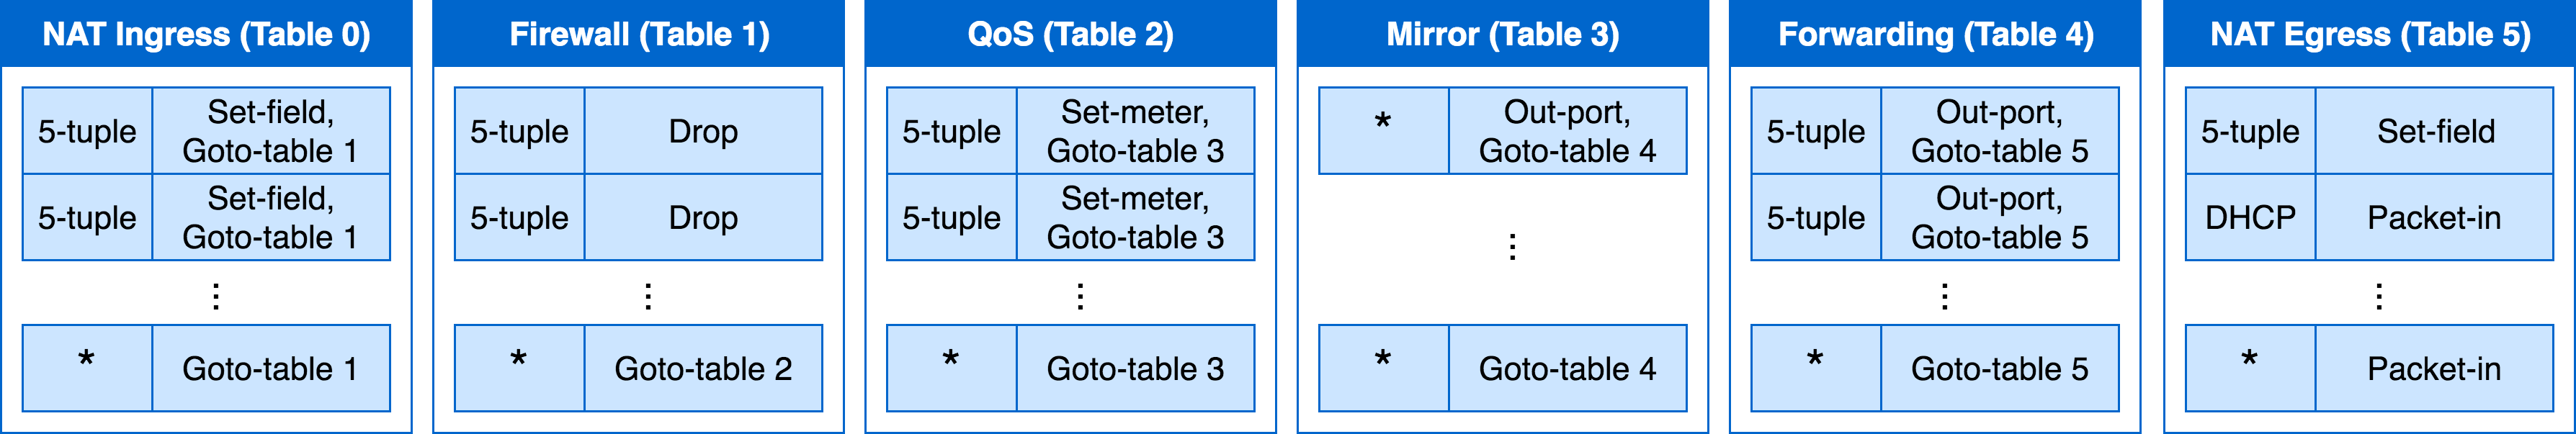 NAT Ingress (Table 0)
5-tuple
Set-field,
Goto-table 1
5-tuple
Set-field,
Goto-table 1
⋮
*
Goto-table 1
Firewall (Table 1)
5-tuple
Drop
5-tuple
Drop
⋮
*
Goto-table 2
QoS (Table 2)
5-tuple
Set-meter,
Goto-table 3
5-tuple
Set-meter,
Goto-table 3
⋮
*
Goto-table 3
Mirror (Table 3)
*
Out-port,
Goto-table 4
⋮
*
Goto-table 4
Forwarding (Table 4)
5-tuple
Out-port,
Goto-table 5
5-tuple
Out-port,
Goto-table 5
⋮
*
Goto-table 5
NAT Egress (Table 5)
5-tuple
Set-field
DHCP
Packet-in
⋮
*
Packet-in